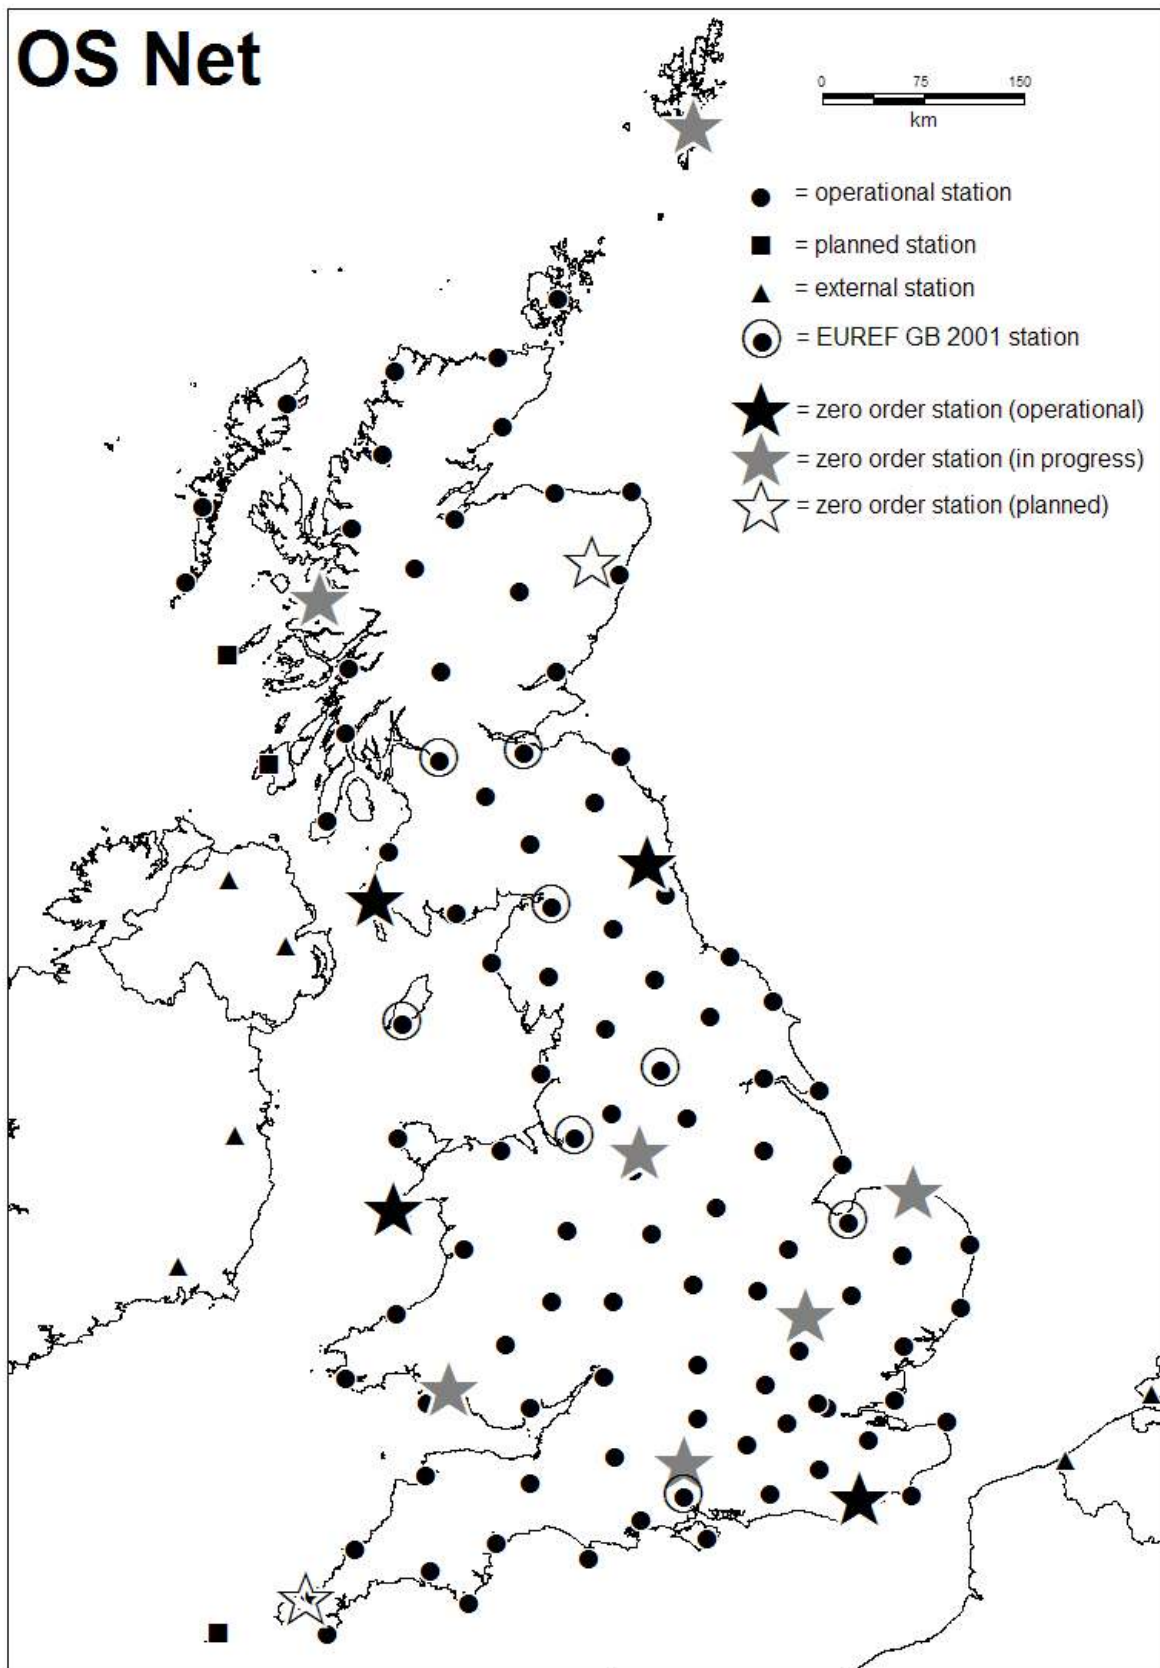 OS Net
0 75 150
km
= operational station
= planned station
= external station
= EUREF GB 2001 station
= zero order station (operational)
= zero order station (in progress)
= zero order station (planned)